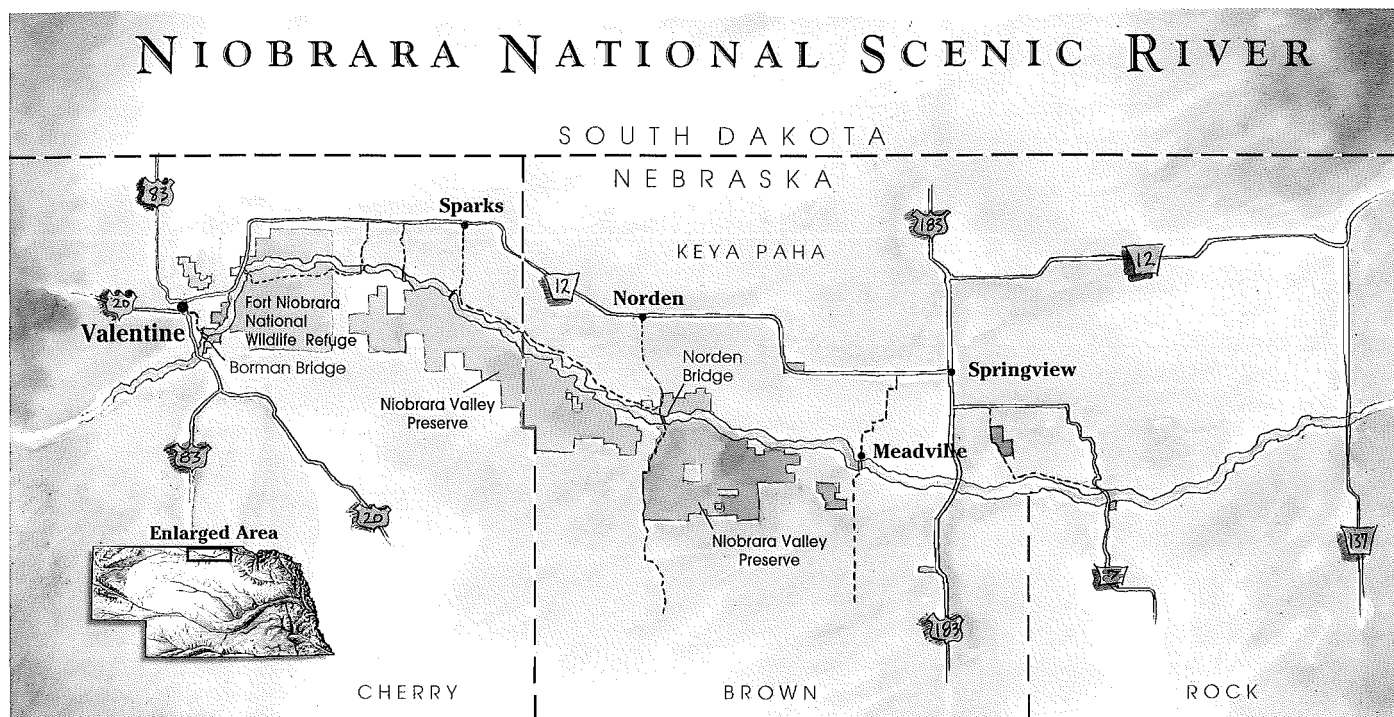 NIOBRARA NATIONAL SCENIC RIVER
SOUTH DAKOTA
NEBRASKA
83
Sparks
183
KEYA PAHA
12
12
20
Fort Niobrara
National
Wildlife Refuge
Norden
Valentine
Borman Bridge
Norden
Bridge
Springview
Niobrara Valley
Preserve
Meadville
83
20
Niobrara Valley
Preserve
137
Enlarged Area
183
CHERRY
BROWN
ROCK